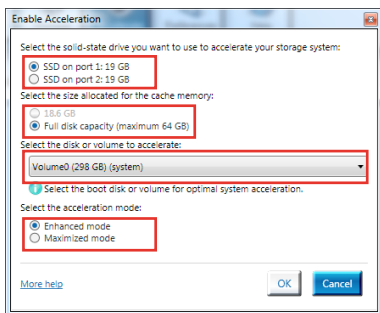 Enable Acceleration
Select the solid-state drive you want to use to accelerate your storage system:
SSD on port 1: 19 GB
SSD on port 2: 19 GB
Select the size allocated for the cache memory:
18.6 GB
Full disk capacity (maximum 64 GB)
Select the disk or volume to accelerate:
Volume0 (298 GB) (system)
Select the boot disk or volume for optimal system acceleration.
Select the acceleration mode:
Enhanced mode
Maximized mode
More help
OK
Cancel